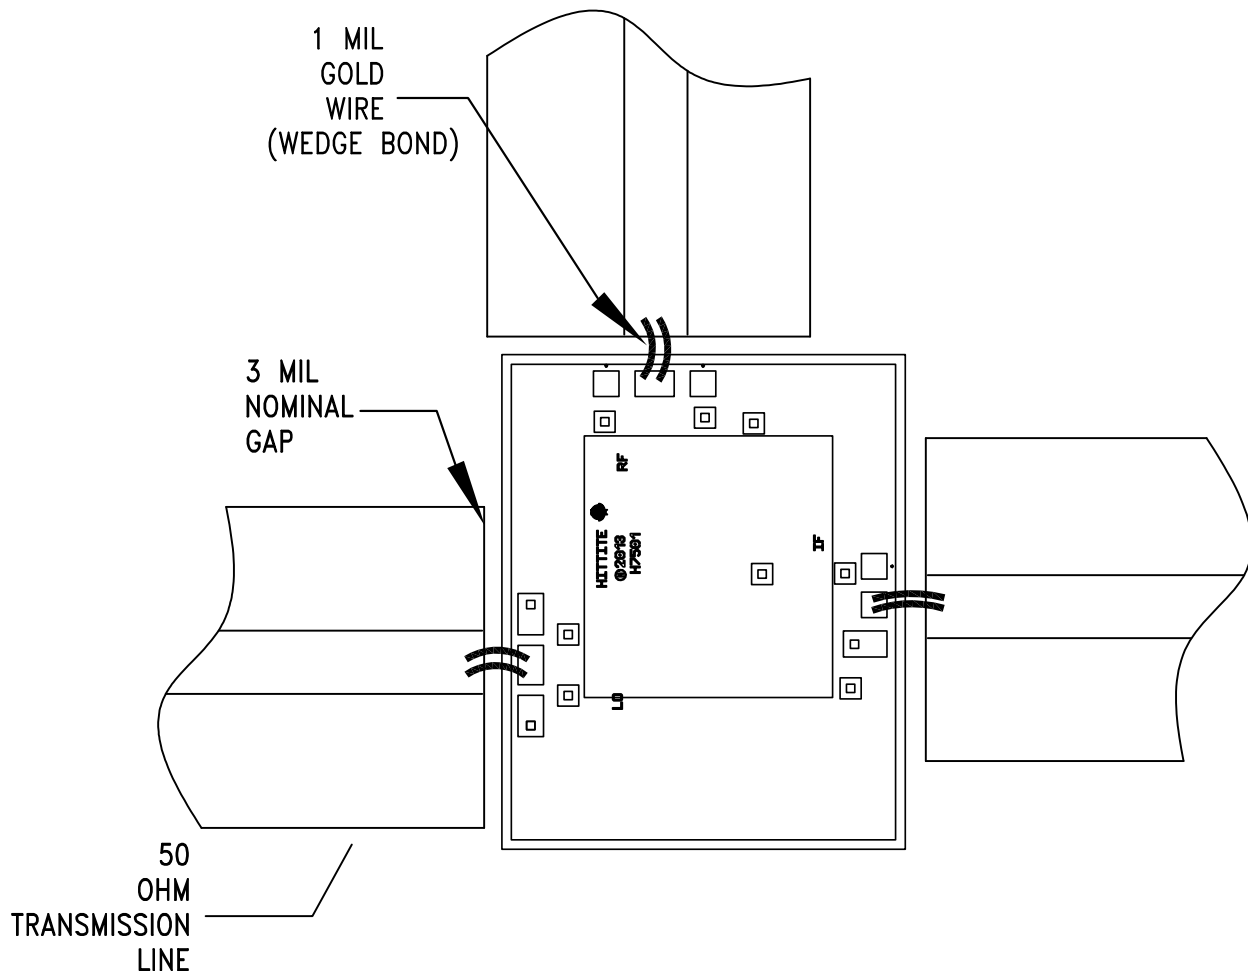 1 MIL
GOLD
WIRE
(WEDGE BOND)
3 MIL
NOMINAL
GAP
RF
HITTITE
©2013
H7501
IF
LO
50
OHM
TRANSMISSION
LINE